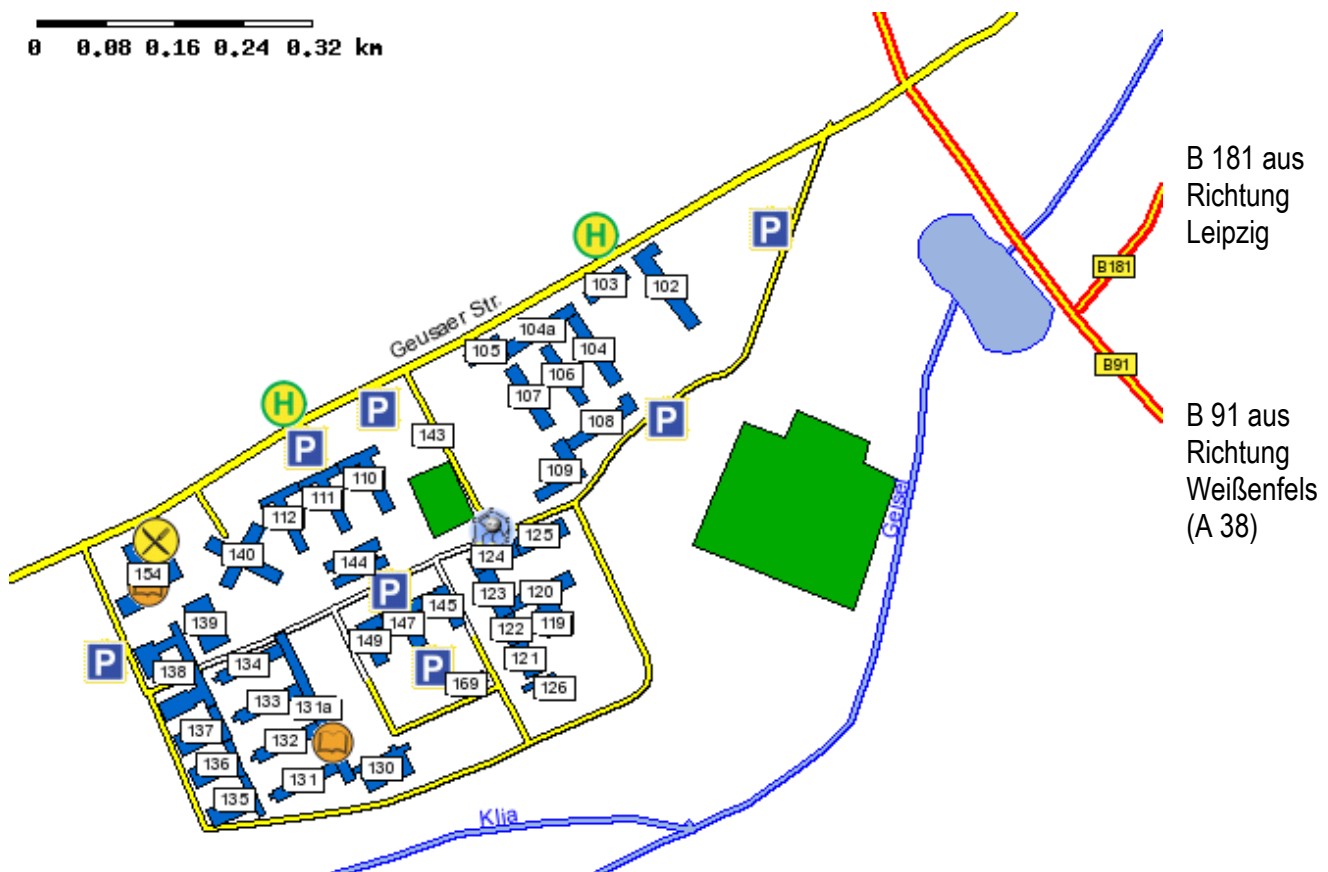 0 0.08 0.16 0.24 0.32 km
B 181 aus
Richtung
Leipzig
B181
B91
B 91 aus
Richtung
Weißenfels
(A 38)
H
P
103
102
Geusaer Str.
104a
105
104
106
107
H
P
P
108
P
143
109
110
111
112
140
144
124
125
154
P
123
120
145
139
147
122
119
149
P
138
134
P
121
169
126
133
131a
137
132
136
130
131
135
Geisel
Klia